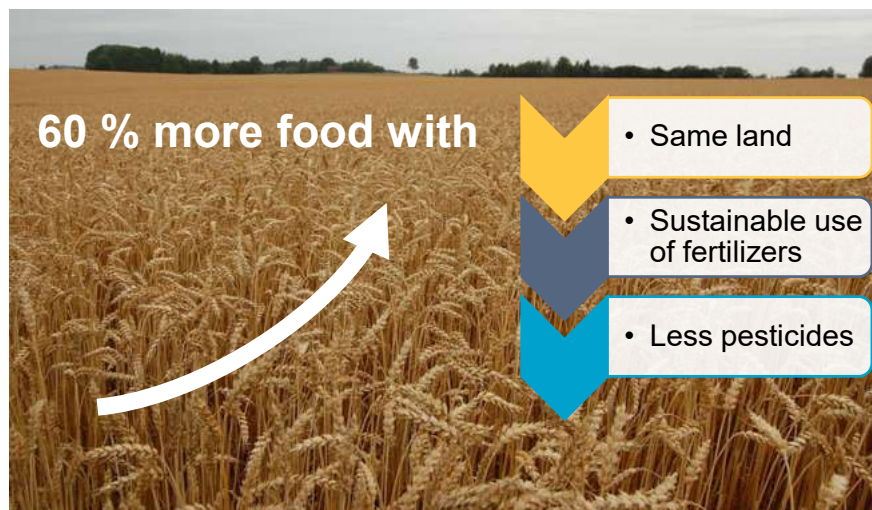 60 % more food with
• Same land
• Sustainable use
of fertilizers
• Less pesticides